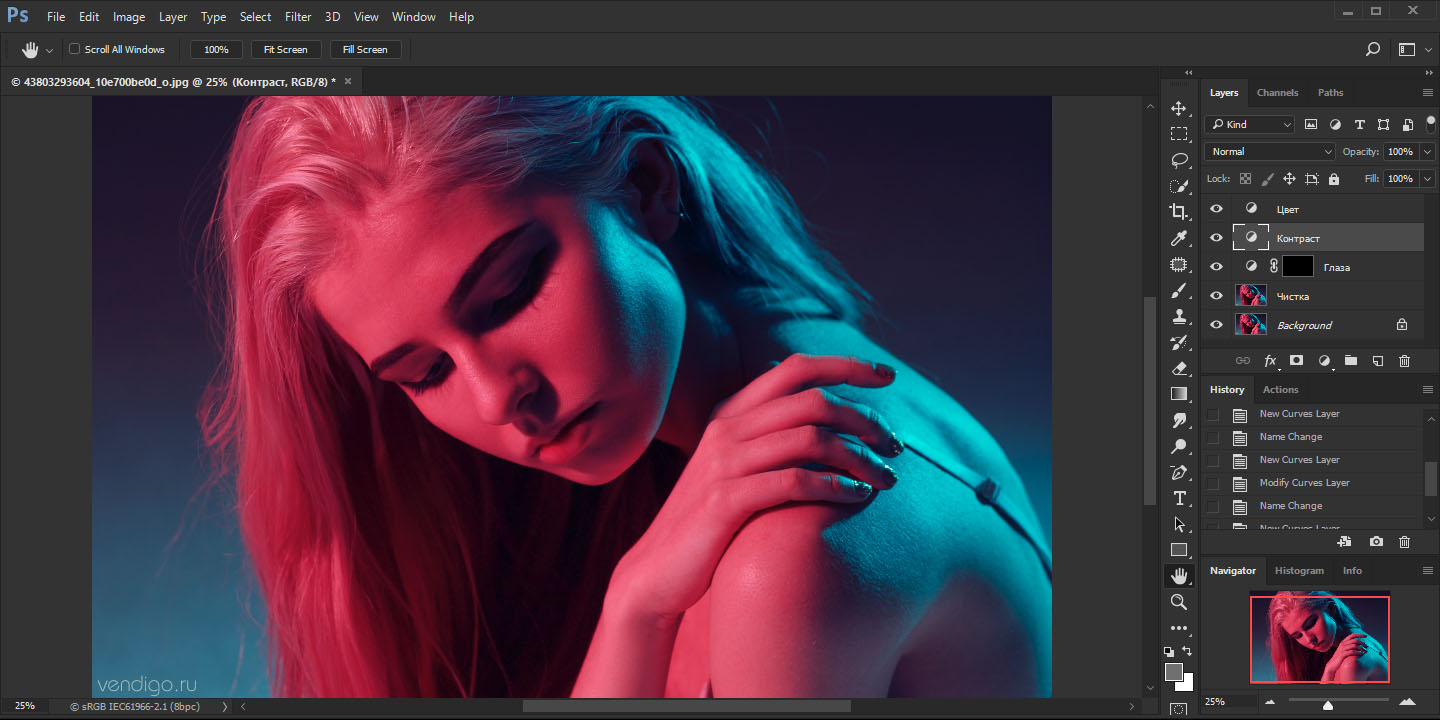 Ps File Edit Image Layer Type Select Filter 3D View Window Help
Scroll All Windows 100% Fit Screen Fill Screen
© 43803293604_10e700be0d_o.jpg @ 25% (Контраст, RGB/8) * ×
Layers Channels Paths
Kind
Normal Opacity: 100%
Lock: Fill: 100%
Цвет
Контраст
Глаза
Чистка
Background
fx
History Actions
New Curves Layer
Name Change
New Curves Layer
Modify Curves Layer
Name Change
New Curves Layer
Navigator Histogram Info
25%
vendigo.ru
25% © sRGB IEC61966-2.1 (8bpc)